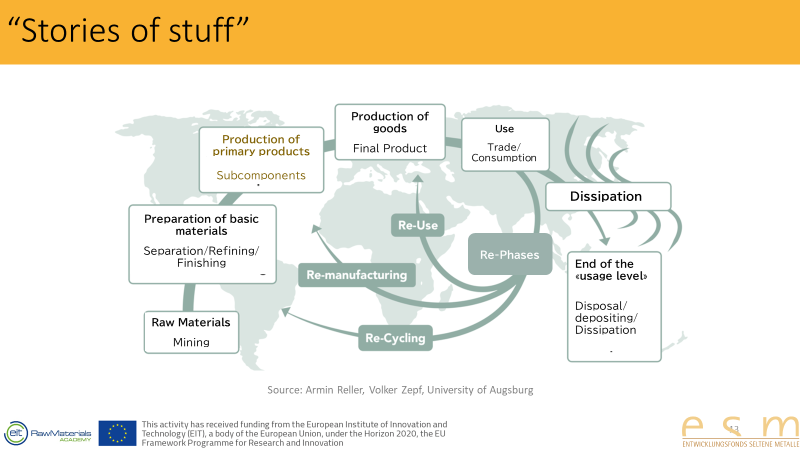 “Stories of stuff”
Production of
goods
Final Product
Use
Trade/
Consumption
Production of
primary products
Subcomponents
Dissipation
Preparation of basic
materials
Separation/Refining/
Finishing
Re-Use
Re-Phases
Re-manufacturing
End of the
«usage level»
Disposal/
depositing/
Dissipation
Raw Materials
Mining
Re-Cycling
Source: Armin Reller, Volker Zepf, University of Augsburg
eit RawMaterials
ACADEMY
This activity has received funding from the European Institute of Innovation and
Technology (EIT), a body of the European Union, under the Horizon 2020, the EU
Framework Programme for Research and Innovation
esm
13
ENTWICKLUNGSFONDS SELTENE METALLE